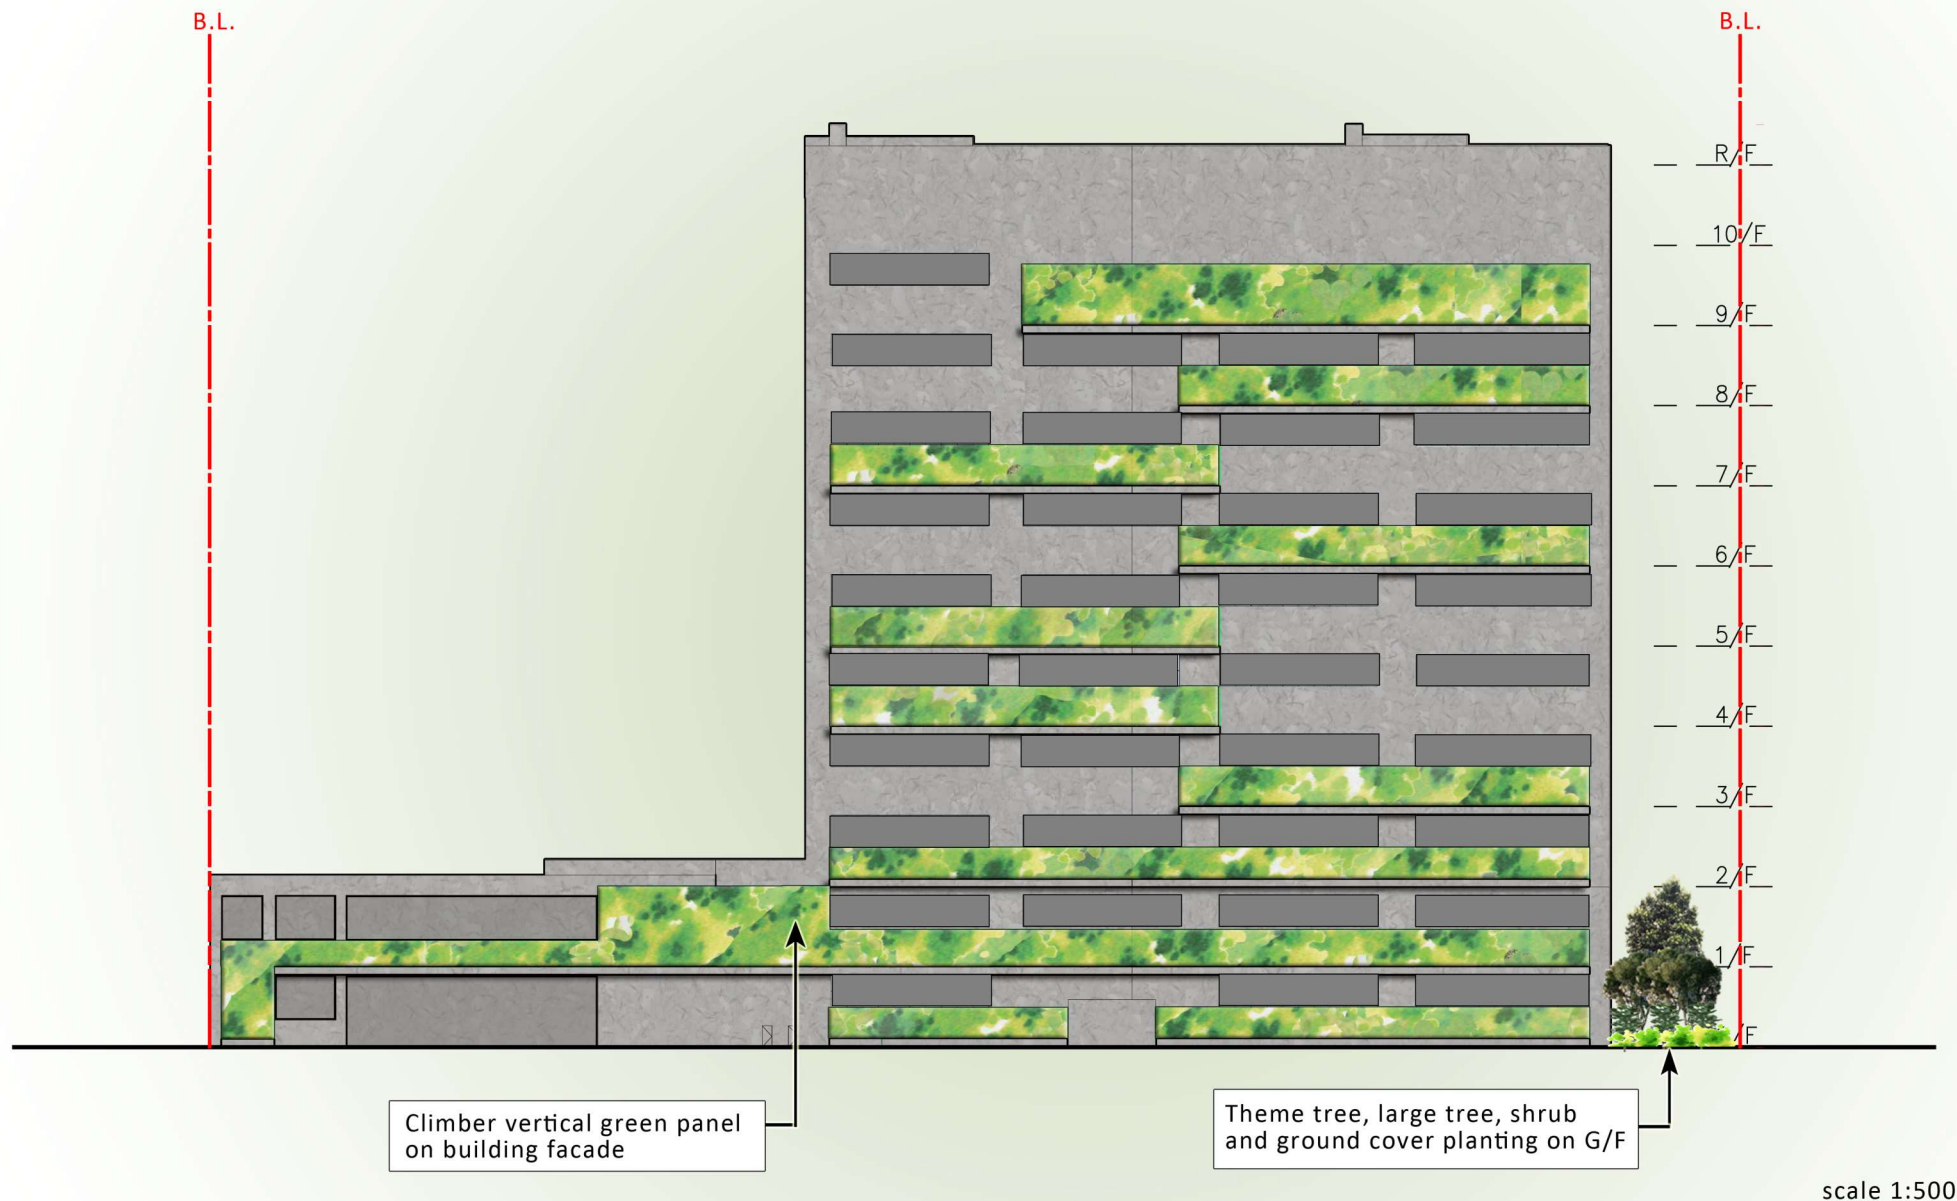 B.L.
B.L.
R/F
10/F
9/F
8/F
7/F
6/F
5/F
4/F
3/F
2/F
1/F
/F
Climber vertical green panel
on building facade
Theme tree, large tree, shrub
and ground cover planting on G/F
scale 1:500